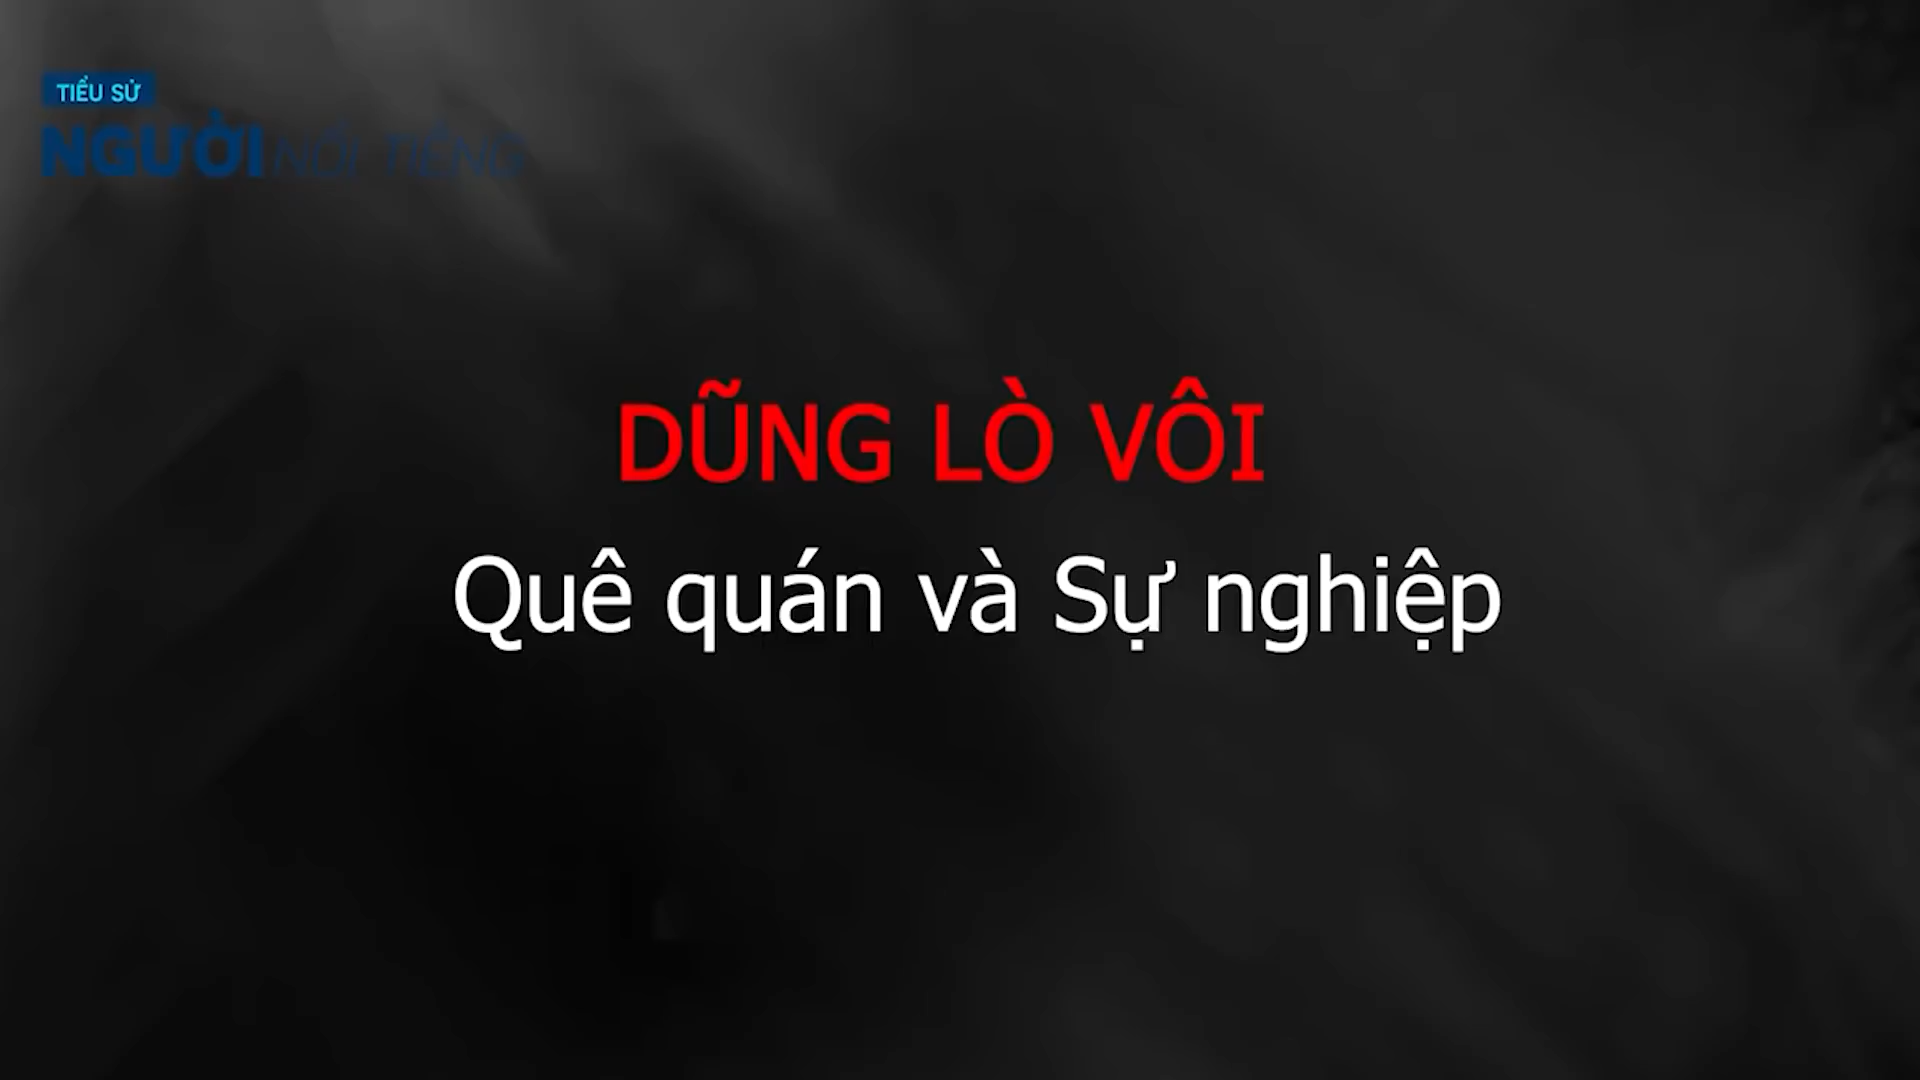 TIỂU SỬ
NGƯỜI NỔI TIẾNG
DŨNG LÒ VÔI
Quê quán và Sự nghiệp